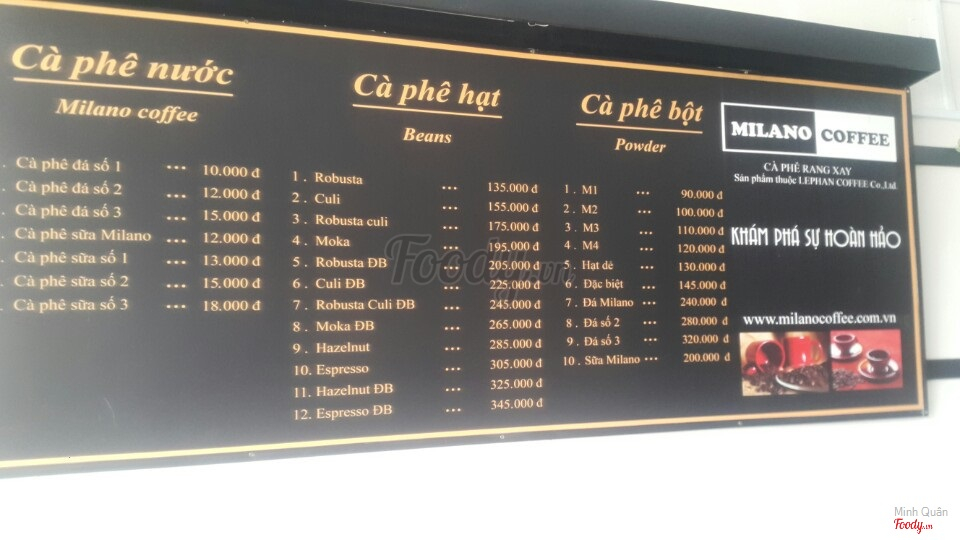 Cà phê nước
Milano coffee
. Cà phê đá số 1 ... 10.000 đ
. Cà phê đá số 2 ... 12.000 đ
. Cà phê đá số 3 ... 15.000 đ
. Cà phê sữa Milano ... 12.000 đ
. Cà phê sữa số 1 ... 13.000 đ
. Cà phê sữa số 2 ... 15.000 đ
. Cà phê sữa số 3 ... 18.000 đ
Cà phê hạt
Beans
1 . Robusta ... 135.000 đ
2 . Culi ... 155.000 đ
3 . Robusta culi ... 175.000 đ
4 . Moka ... 195.000 đ
5 . Robusta ĐB ... 205.000 đ
6 . Culi ĐB ... 225.000 đ
7 . Robusta Culi ĐB ... 245.000 đ
8 . Moka ĐB ... 265.000 đ
9 . Hazelnut ... 285.000 đ
10. Espresso ... 305.000 đ
11. Hazelnut ĐB ... 325.000 đ
12. Espresso ĐB ... 345.000 đ
Cà phê bột
Powder
1 . M1 ... 90.000 đ
2 . M2 ... 100.000 đ
3 . M3 ... 110.000 đ
4 . M4 ... 120.000 đ
5 . Hạt dẻ ... 130.000 đ
6 . Đặc biệt ... 145.000 đ
7 . Đá Milano ... 240.000 đ
8 . Đá số 2 ... 280.000 đ
9 . Đá số 3 ... 320.000 đ
10 . Sữa Milano ... 200.000 đ
MILANO COFFEE
CÀ PHÊ RANG XAY
Sản phẩm thuộc LEPHAN COFFEE Co.,Ltd
KHÁM PHÁ SỰ HOÀN HẢO
www.milanocoffee.com.vn
Foody.vn
Minh Quân
Foody.vn